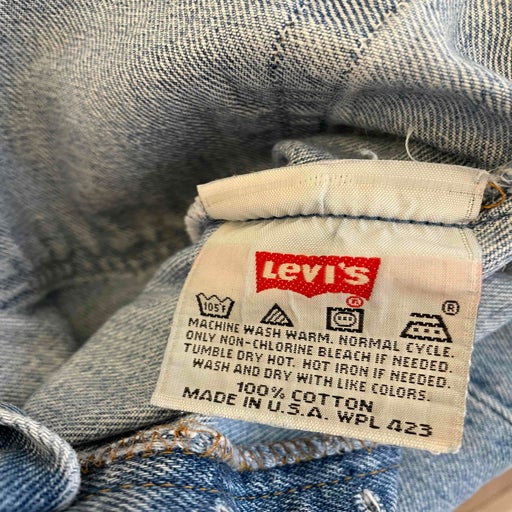 Levi's
®
®
105F
MACHINE WASH WARM. NORMAL CYCLE.
ONLY NON-CHLORINE BLEACH IF NEEDED.
TUMBLE DRY HOT. HOT IRON IF NEEDED.
WASH AND DRY WITH LIKE COLORS.
100% COTTON
MADE IN U.S.A. WPL 423